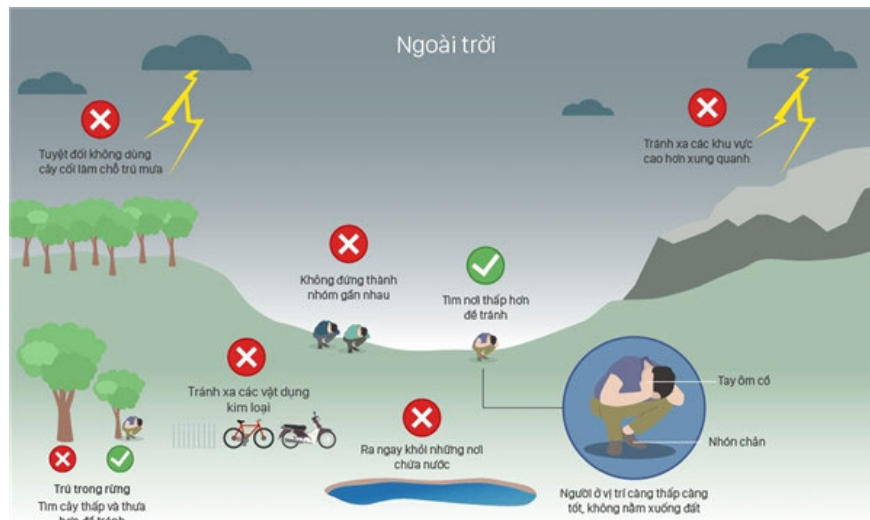 Ngoài trời
Tuyệt đối không dùng
cây cối làm chỗ trú mưa
Tránh xa các khu vực
cao hơn xung quanh
Không đứng thành
nhóm gần nhau
Tìm nơi thấp hơn
để tránh
Tránh xa các vật dụng
kim loại
Tay ôm cổ
Nhón chân
Ra ngay khỏi những nơi
chứa nước
Trú trong rừng
Tìm cây thấp và thưa
hơn để tránh
Người ở vị trí càng thấp càng
tốt, không nằm xuống đất